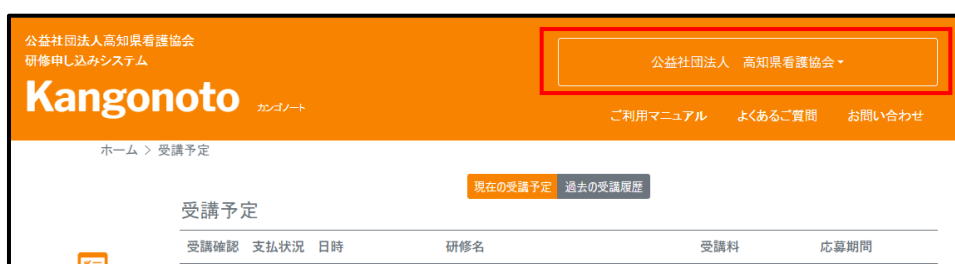 公益社団法人高知県看護協会
研修申し込みシステム
Kangonoto カンゴノート
公益社団法人 高知県看護協会
ご利用マニュアル よくあるご質問 お問い合わせ
ホーム > 受講予定
現在の受講予定 過去の受講履歴
受講予定
受講確認 支払状況 日時 研修名 受講料 応募期間